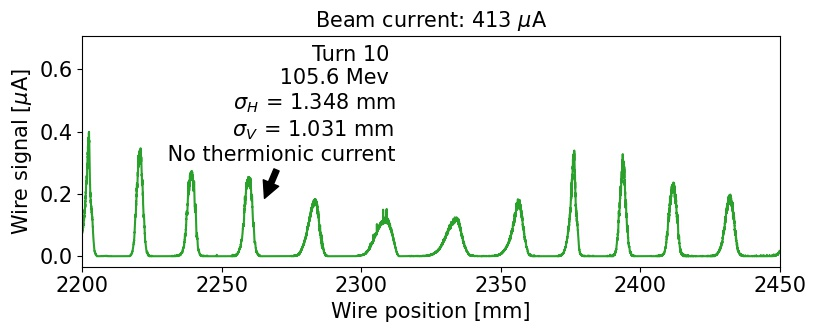 Beam current: 413 μA
Turn 10
105.6 Mev
σH = 1.348 mm
σV = 1.031 mm
No thermionic current
Wire signal [μA]
0.6
0.4
0.2
0.0
2200 2250 2300 2350 2400 2450
Wire position [mm]